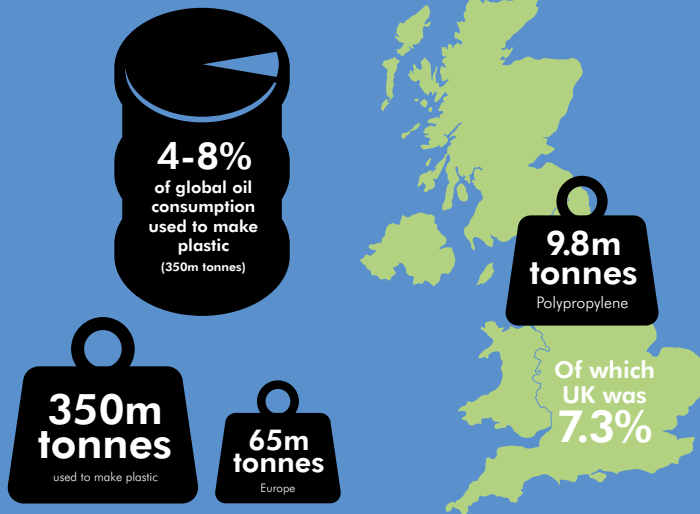 4-8%
of global oil
consumption
used to make
plastic
(350m tonnes)
350m
tonnes
used to make plastic
65m
tonnes
Europe
9.8m
tonnes
Polypropylene
Of which
UK was
7.3%